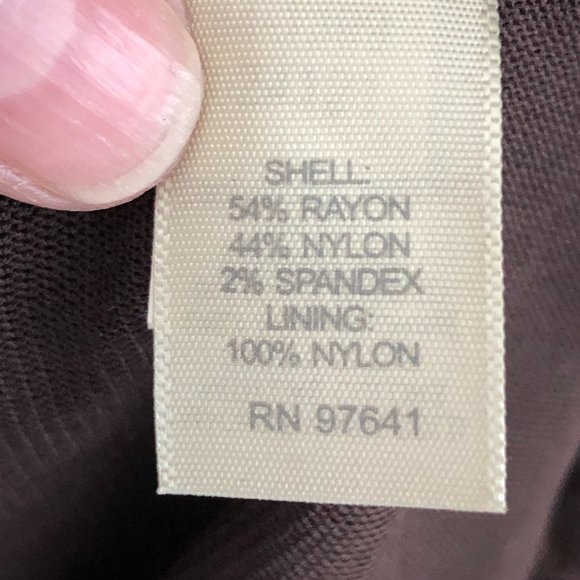 SHELL:
54% RAYON
44% NYLON
2% SPANDEX
LINING:
100% NYLON
RN 97641